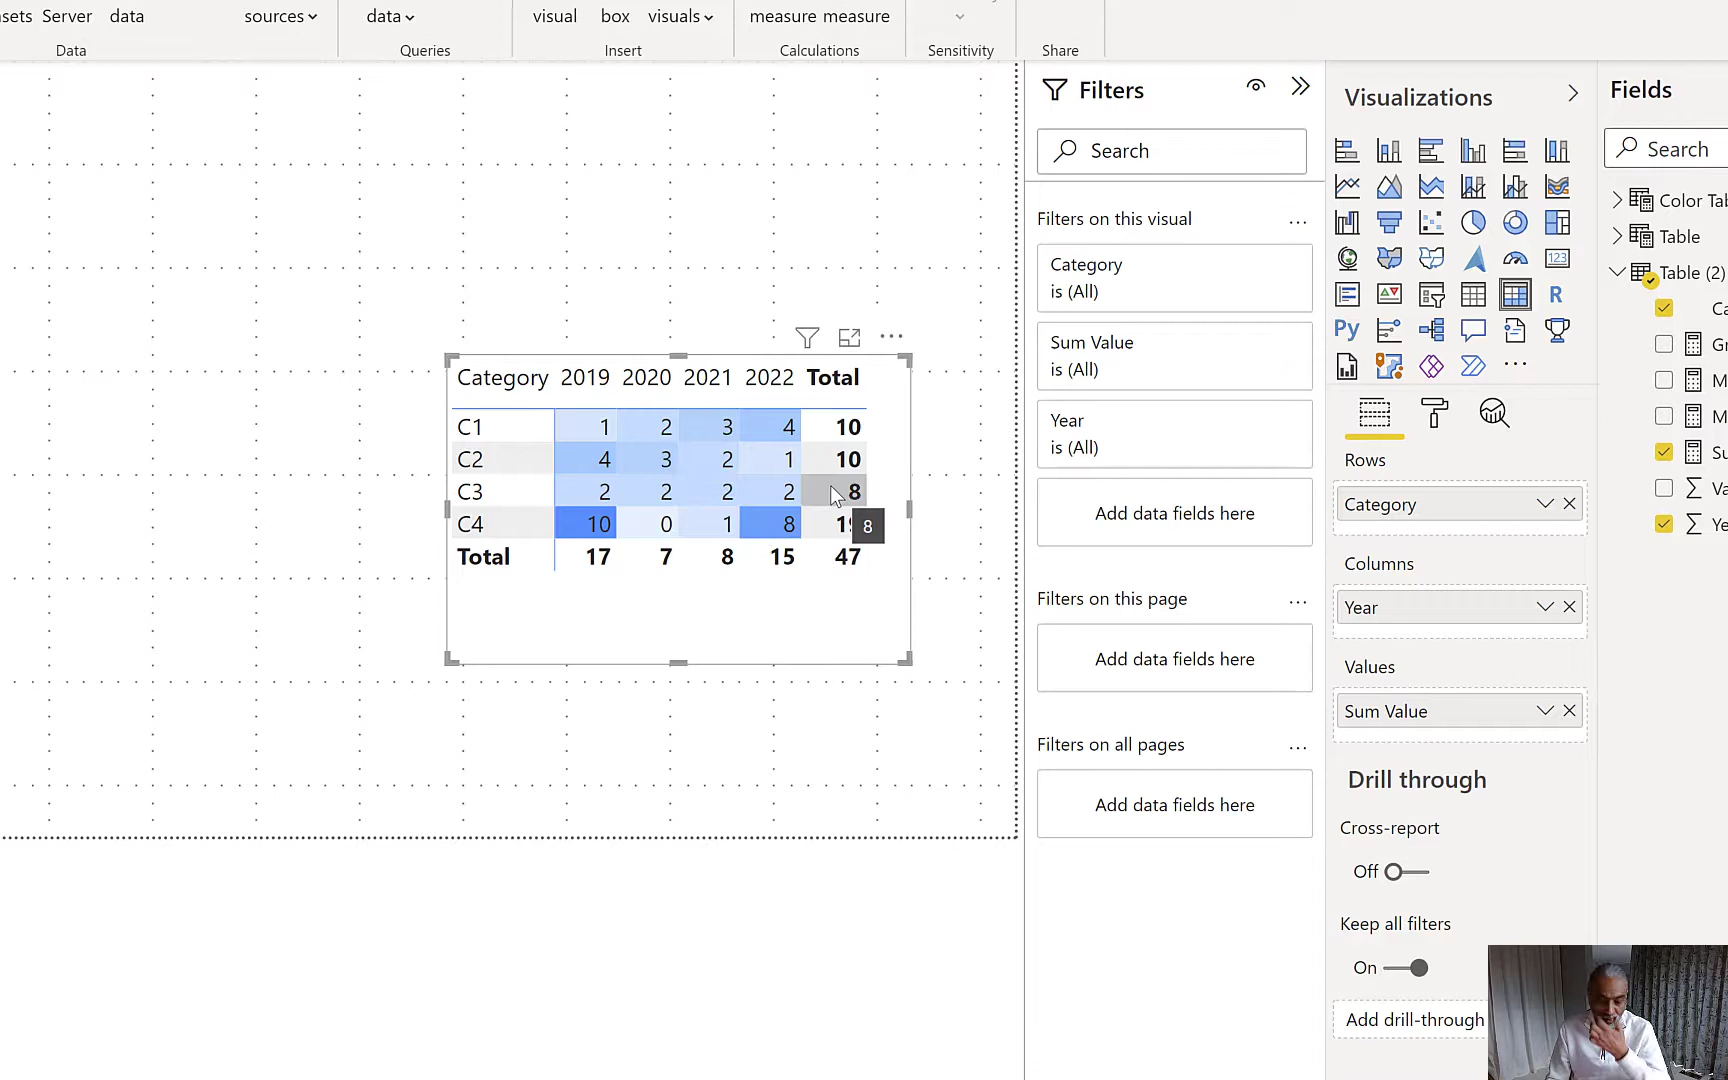 sets Server data sources data visual box visuals measure measure
Data Queries Insert Calculations Sensitivity Share
Filters
Search
Filters on this visual ...
Category
is (All)
Sum Value
is (All)
Year
is (All)
Add data fields here
Filters on this page ...
Add data fields here
Filters on all pages ...
Add data fields here
Category 2019 2020 2021 2022 Total
C1 1 2 3 4 10
C2 4 3 2 1 10
C3 2 2 2 2 8
C4 10 0 1 8
8
Total 17 7 8 15 47
Visualizations
123
R
Py
Rows
Category
Columns
Year
Values
Sum Value
Drill through
Cross-report
Off
Keep all filters
On
Add drill-through
Fields
Search
Color Tab
Table
Table (2)
Ca
Gr
M
M
Su
Va
Ye